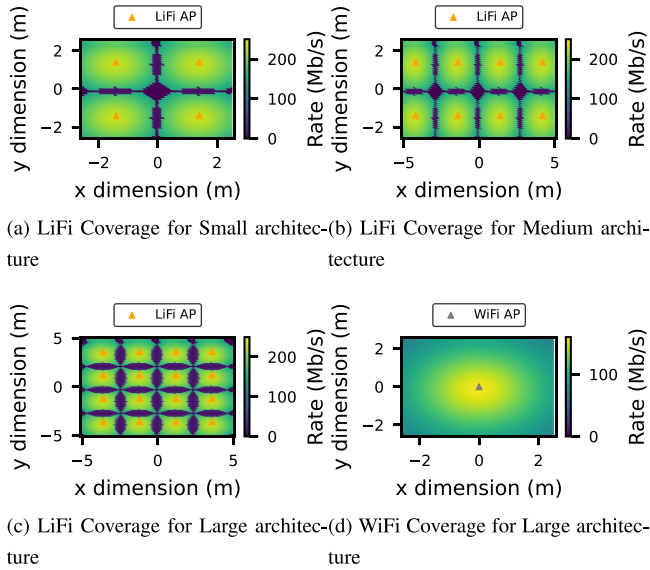 LiFi AP
LiFi AP
y dimension (m)
2
0
−2
−2
0
2
x dimension (m)
200
100
0
Rate (Mb/s)
y dimension (m)
2
0
−2
−5
0
5
x dimension (m)
200
100
0
Rate (Mb/s)
(a) LiFi Coverage for Small architec-
ture
(b) LiFi Coverage for Medium archi-
tecture
LiFi AP
WiFi AP
y dimension (m)
5
0
−5
−5
0
5
x dimension (m)
200
100
0
Rate (Mb/s)
y dimension (m)
2
0
−2
−2
0
2
x dimension (m)
100
0
Rate (Mb/s)
(c) LiFi Coverage for Large architec-
ture
(d) WiFi Coverage for Large architec-
ture